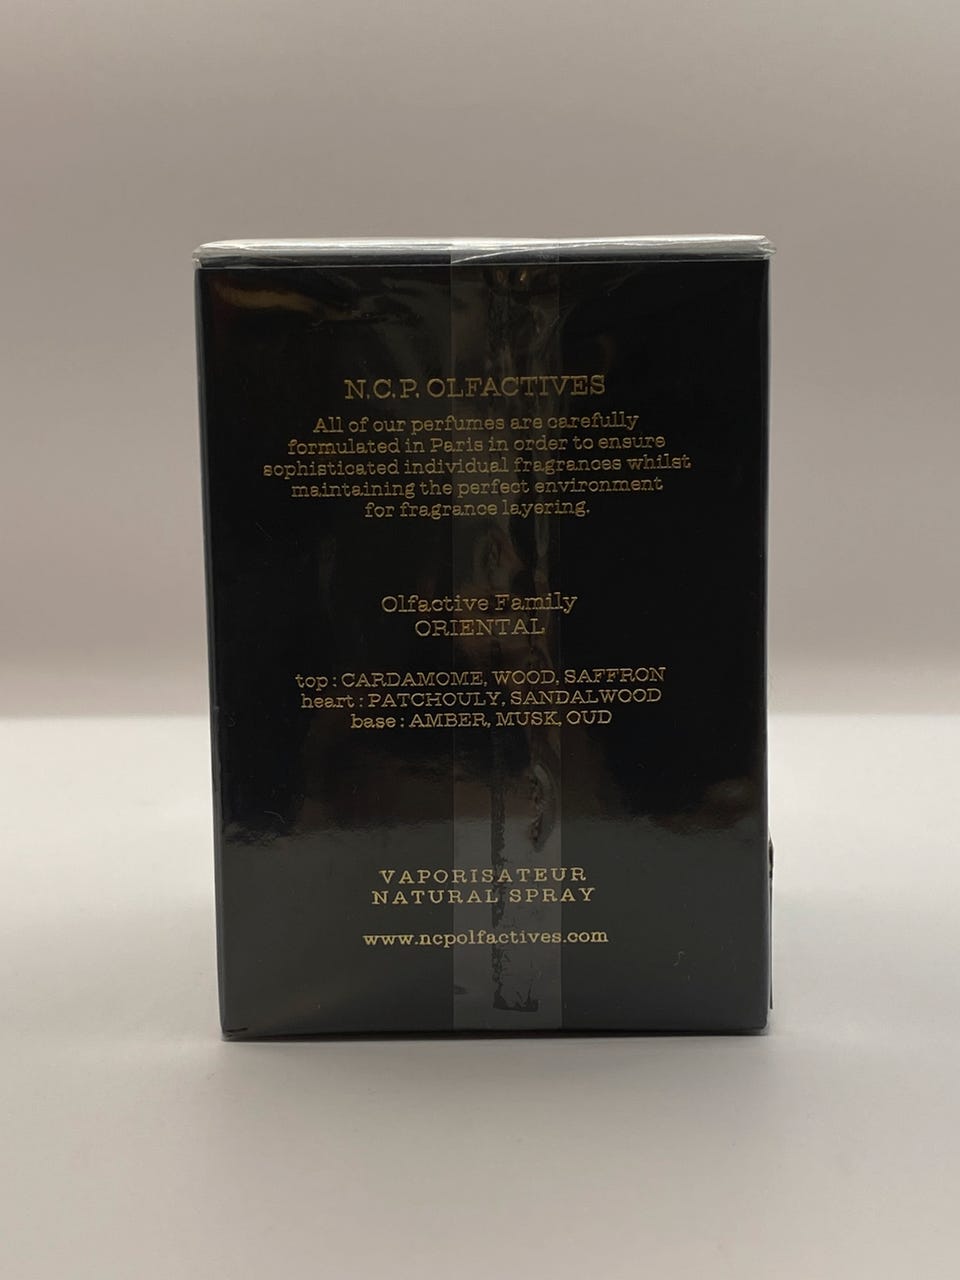 N.C.P. OLFACTIVES
All of our perfumes are carefully
formulated in Paris in order to ensure
sophisticated individual fragrances whilst
maintaining the perfect environment
for fragrance layering.
Olfactive Family
ORIENTAL
top : CARDAMOME, WOOD, SAFFRON
heart : PATCHOULY, SANDALWOOD
base : AMBER, MUSK, OUD
VAPORISATEUR
NATURAL SPRAY
www.ncpolfactives.com